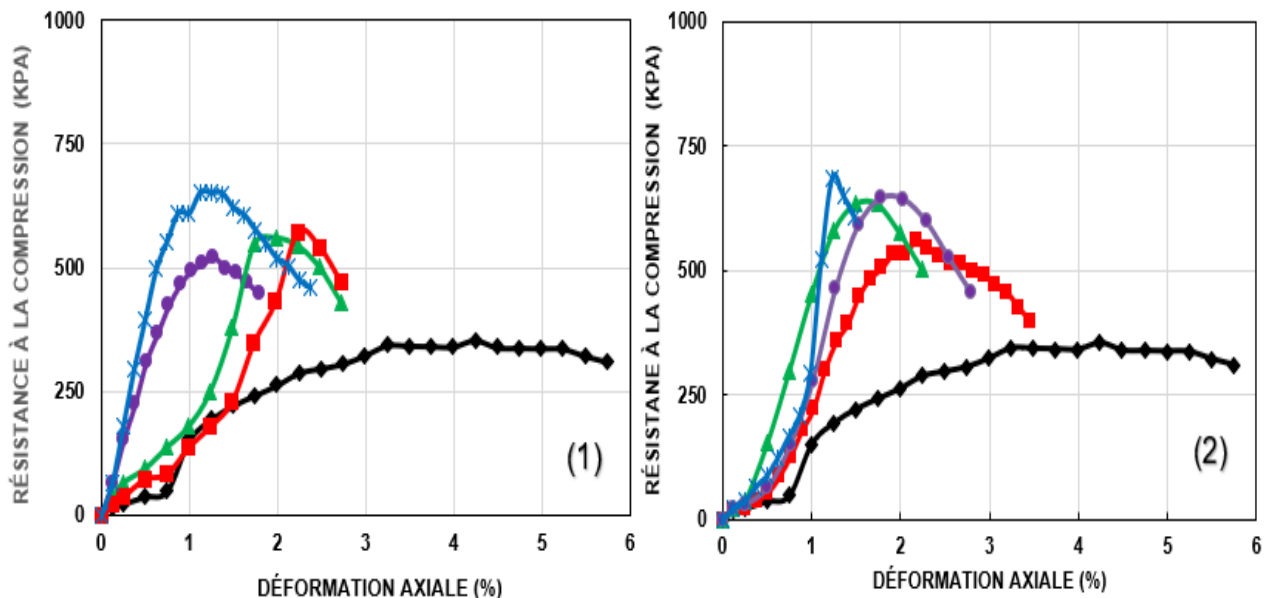 RÉSISTANCE À LA COMPRESSION (KPA)
1000
750
500
250
0
0 1 2 3 4 5 6
(1)
DÉFORMATION AXIALE (%)
RÉSISTANE À LA COMPRESSION (KPA)
1000
750
500
250
0
0 1 2 3 4 5 6
(2)
DÉFORMATION AXIALE (%)